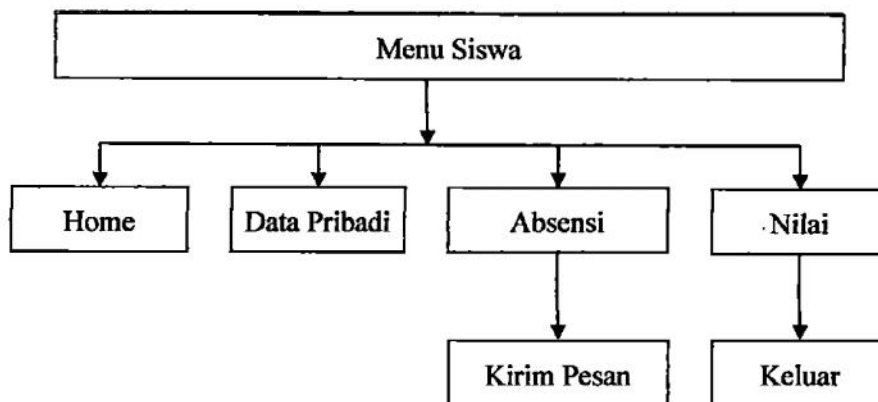 Menu Siswa
Home
Data Pribadi
Absensi
Nilai
Kirim Pesan
Keluar